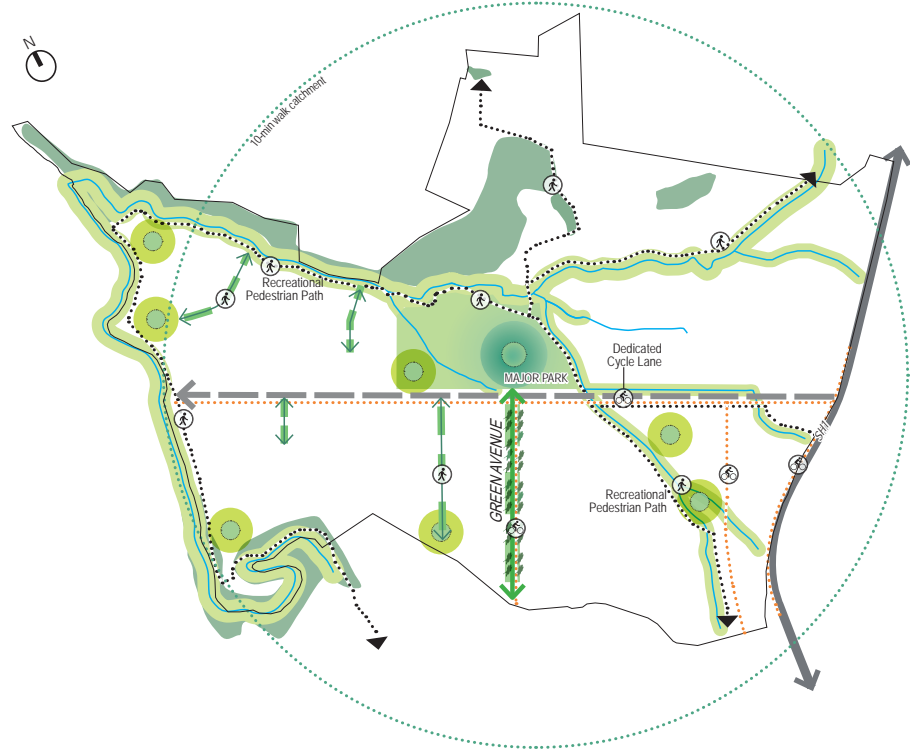 N
10-min walk catchment
Recreational
Pedestrian Path
Dedicated
Cycle Lane
MAJOR PARK
GREEN AVENUE
SH1
Recreational
Pedestrian Path